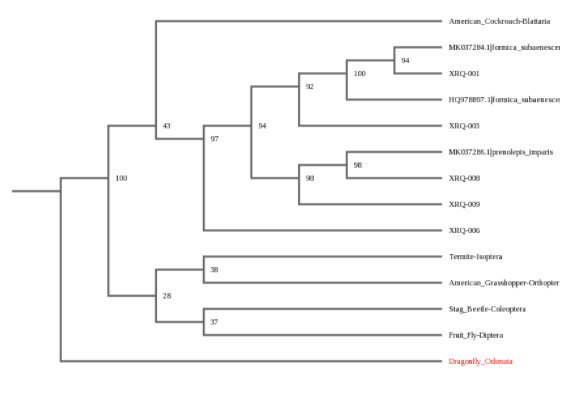 American_Cockroach-Blattaria
MK037284.1|formica_subaenesce
94
XRQ-001
100
92
HQ978897.1|formica_subaenesce
43
94
XRQ-003
97
MK037286.1|prenolepis_imparis
98
100
98
XRQ-008
XRQ-009
XRQ-006
Termite-Isoptera
38
American_Grasshopper-Orthopter
28
Stag_Beetle-Coleoptera
37
Fruit_Fly-Diptera
Dragonfly_Odonata